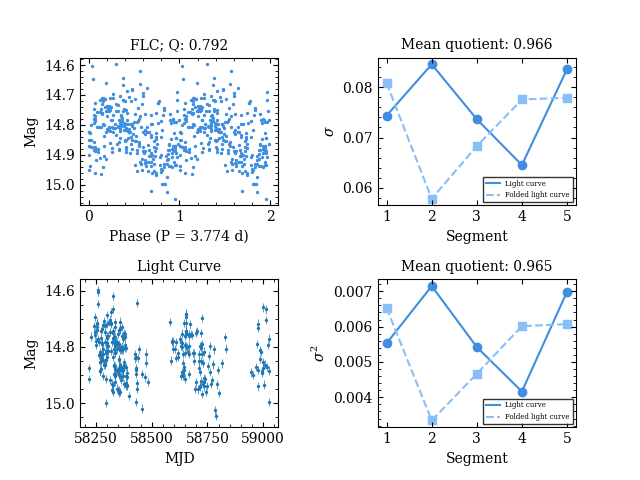 FLC; Q: 0.792
14.6
14.7
14.8
14.9
15.0
Mag
0
1
2
Phase (P = 3.774 d)
Mean quotient: 0.966
0.08
0.07
0.06
σ
Light curve
Folded light curve
1
2
3
4
5
Segment
Light Curve
14.6
14.8
15.0
Mag
58250
58500
58750
59000
MJD
Mean quotient: 0.965
0.007
0.006
0.005
0.004
σ²
Light curve
Folded light curve
1
2
3
4
5
Segment